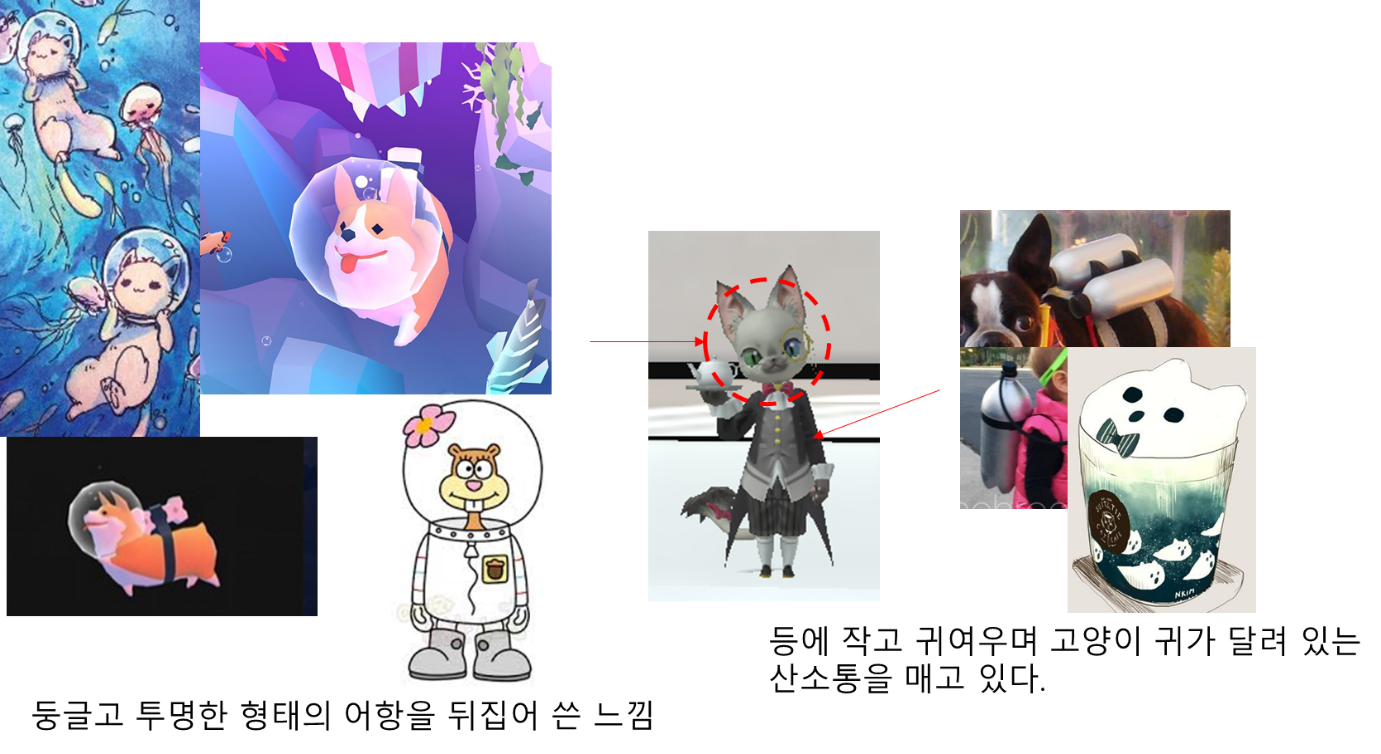 등에 작고 귀여우며 고양이 귀가 달려 있는
산소통을 매고 있다.
둥글고 투명한 형태의 어항을 뒤집어 쓴 느낌
NKIM